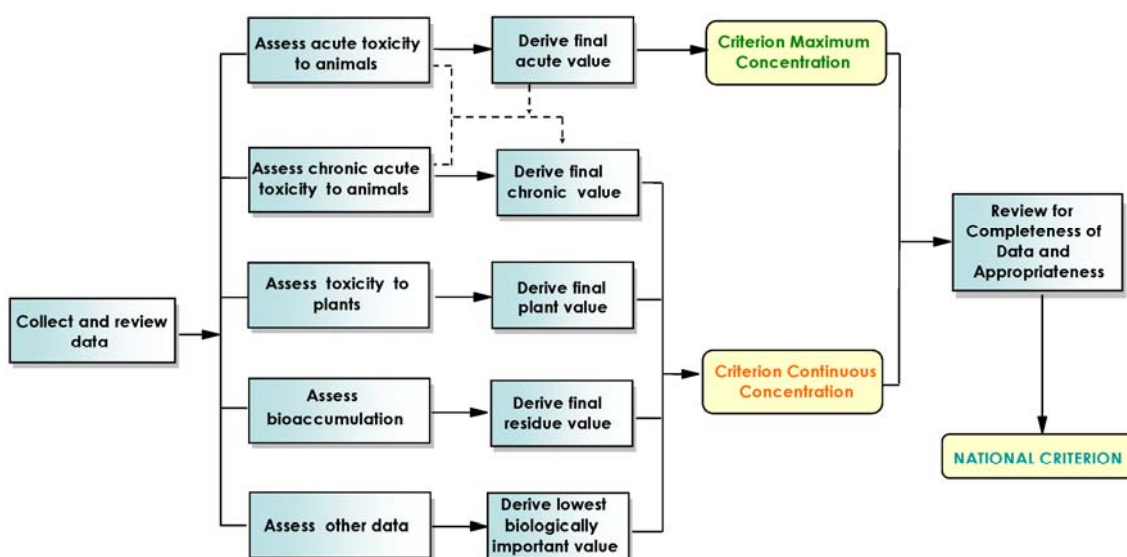 Assess acute toxicity
to animals
Derive final
acute value
Criterion Maximum
Concentration
Assess chronic acute
toxicity to animals
Derive final
chronic value
Review for
Completeness of
Data and
Appropriateness
Assess toxicity to
plants
Derive final
plant value
Collect and review
data
Criterion Continuous
Concentration
Assess
bioaccumulation
Derive final
residue value
NATIONAL CRITERION
Assess other data
Derive lowest
biologically
important value